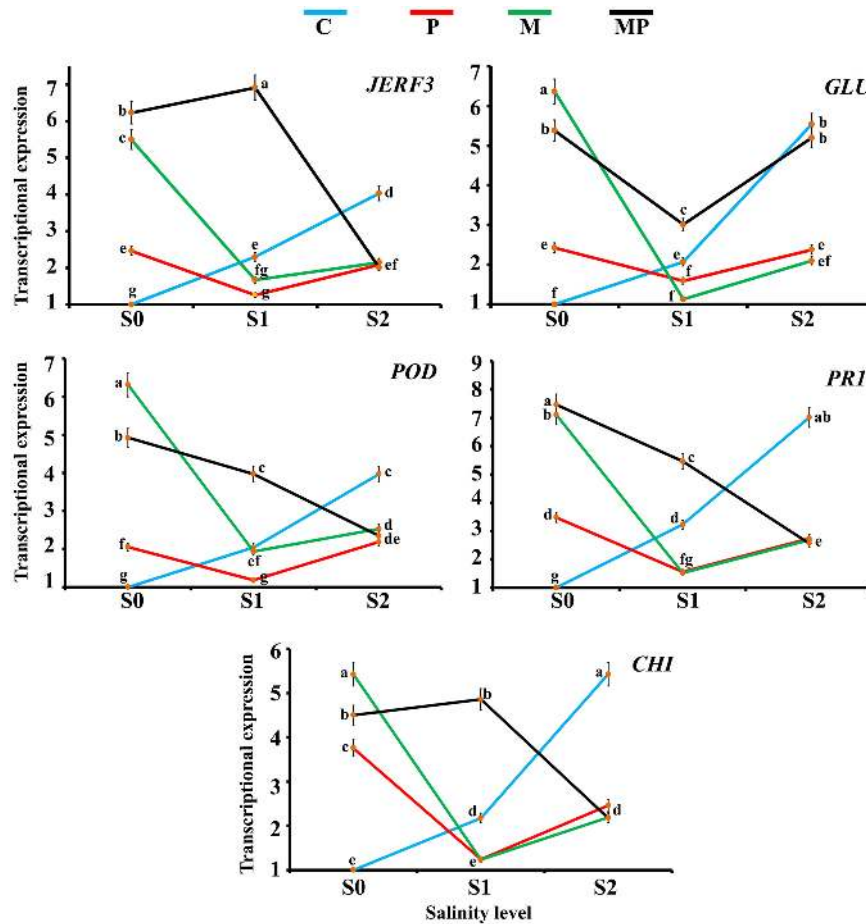 C P M MP
JERF3
Transcriptional expression
7
6
5
4
3
2
1
b
a
c
e
g
e
fg
g
d
ef
S0 S1 S2
GLU
7
6
5
4
3
2
1
a
b
e
f
c
e
f
f
b
b
e
ef
S0 S1 S2
POD
Transcriptional expression
7
6
5
4
3
2
1
a
b
f
g
c
ef
g
c
d
de
S0 S1 S2
PR1
9
8
7
6
5
4
3
2
1
a
b
d
g
c
d
fg
ab
e
S0 S1 S2
CHI
Transcriptional expression
6
5
4
3
2
1
a
b
c
e
b
d
e
a
d
S0 S1 S2
Salinity level